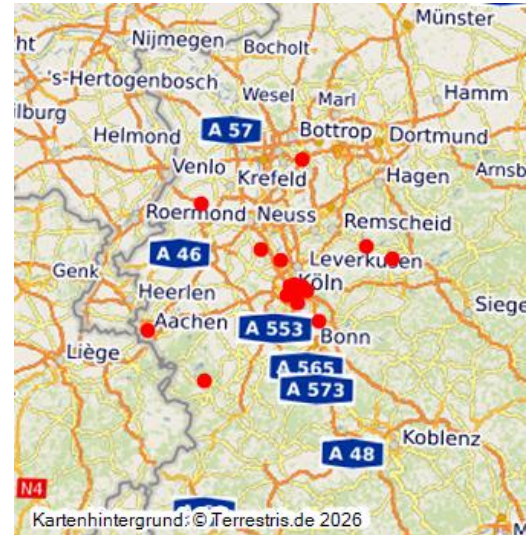 Münster
ht
Nijmegen
Bocholt
's-Hertogenbosch
Wesel
Marl
Hamm
ilburg
A 57
Bottrop
Dortmund
Helmond
Venlo
Krefeld
Hagen
Arnsb
Roermond
Neuss
Remscheid
A 46
Leverkusen
Genk
Köln
Heerlen
Siege
Aachen
A 553
Bonn
Liège
A 565
A 573
Koblenz
A 48
N4
Kartenhintergrund: © Terrestris.de 2026
M